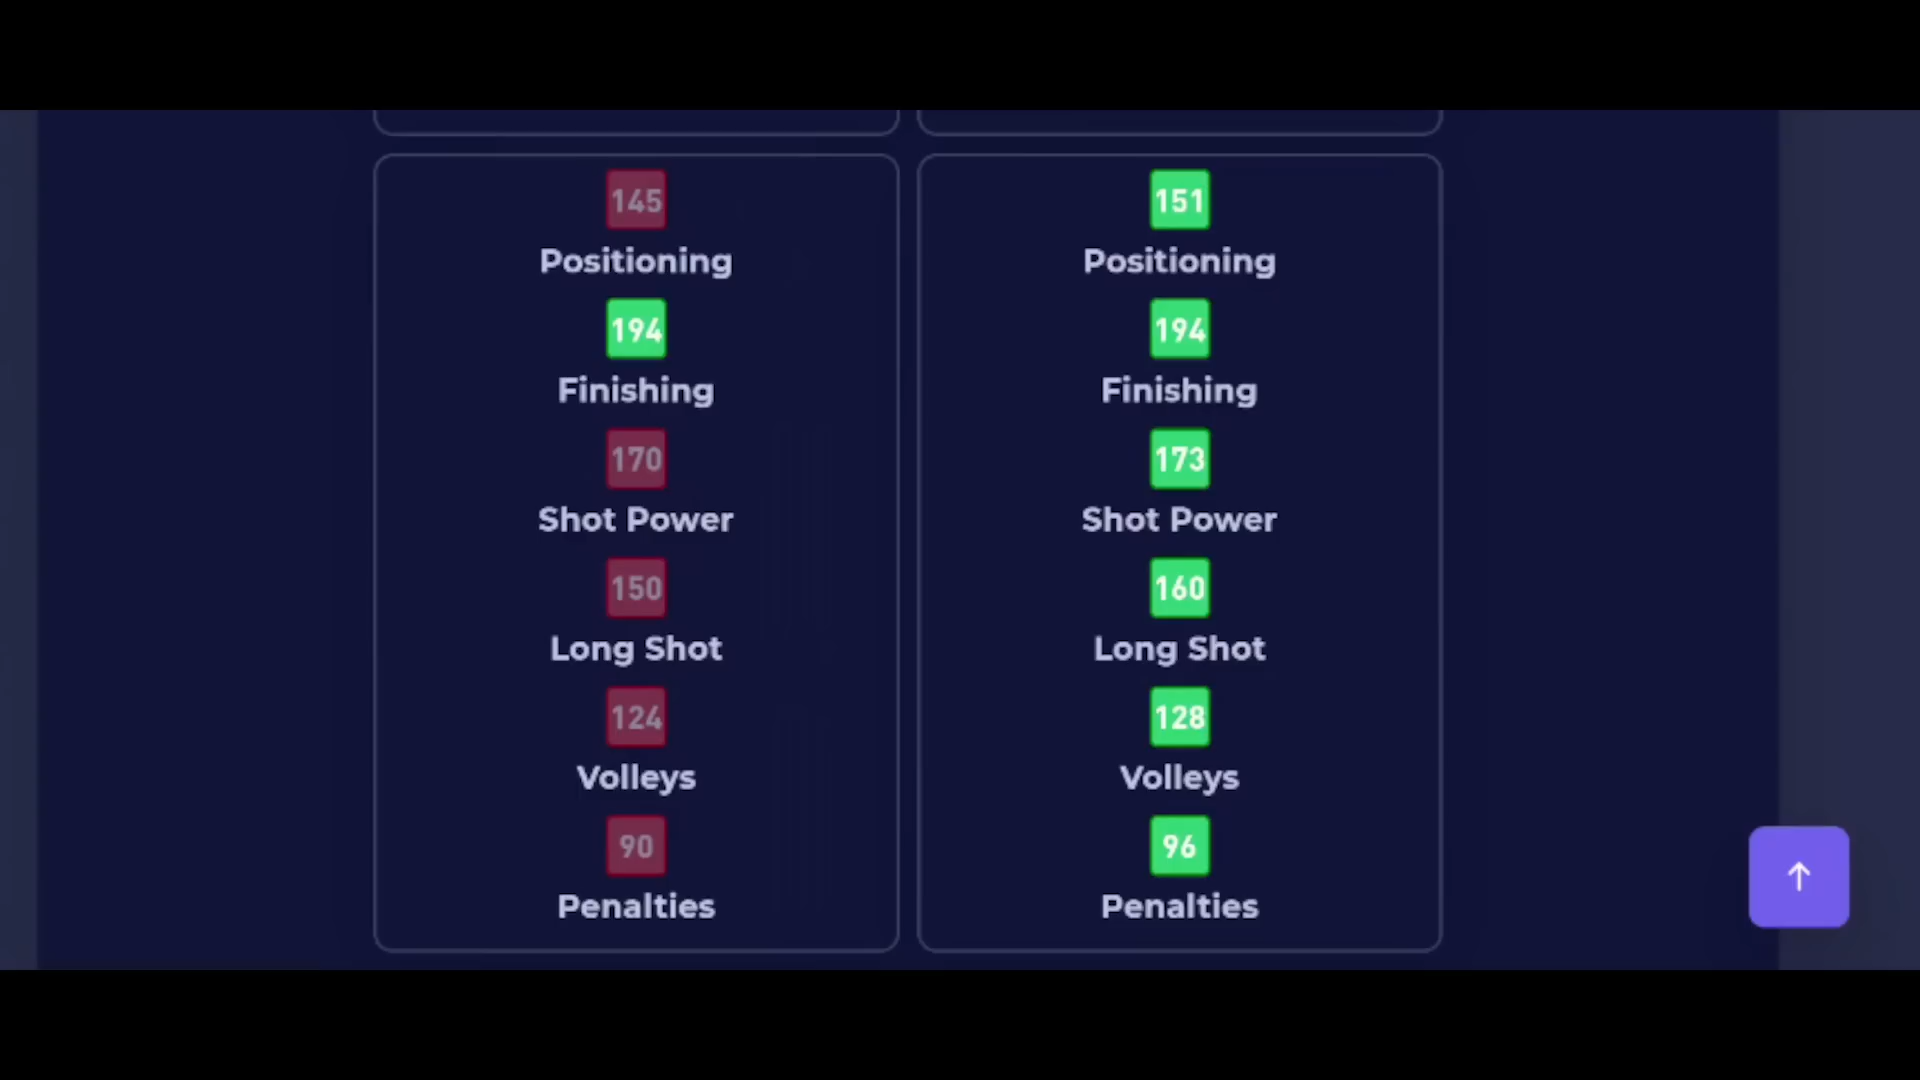 145
Positioning
194
Finishing
170
Shot Power
150
Long Shot
124
Volleys
90
Penalties
151
Positioning
194
Finishing
173
Shot Power
160
Long Shot
128
Volleys
96
Penalties